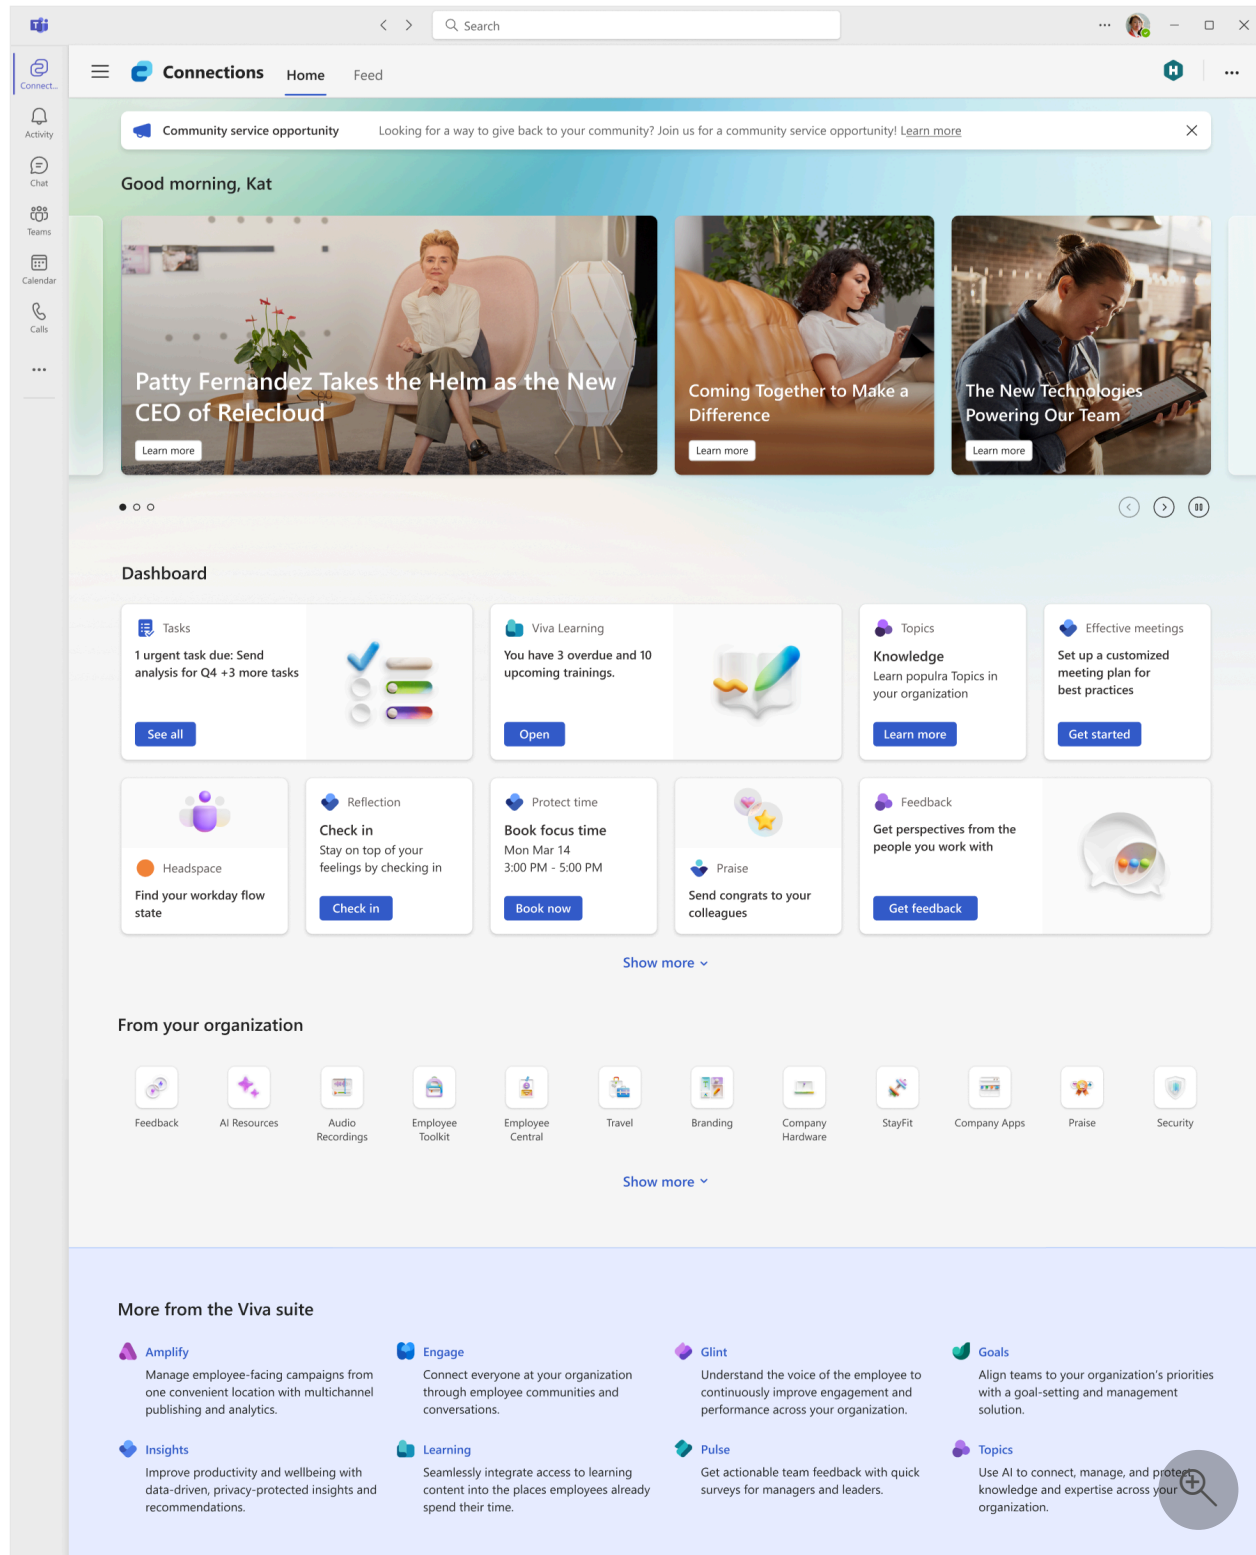 Search
Connect...
Activity
Chat
Teams
Calendar
Calls
Connections
Home
Feed
H
Community service opportunity
Looking for a way to give back to your community? Join us for a community service opportunity! Learn more
Good morning, Kat
Patty Fernandez Takes the Helm as the New
CEO of Relecloud
Learn more
Coming Together to Make a
Difference
Learn more
The New Technologies
Powering Our Team
Learn more
Dashboard
Tasks
1 urgent task due: Send
analysis for Q4 +3 more tasks
See all
Viva Learning
You have 3 overdue and 10
upcoming trainings.
Open
Topics
Knowledge
Learn populra Topics in
your organization
Learn more
Effective meetings
Set up a customized
meeting plan for
best practices
Get started
Headspace
Find your workday flow
state
Reflection
Check in
Stay on top of your
feelings by checking in
Check in
Protect time
Book focus time
Mon Mar 14
3:00 PM - 5:00 PM
Book now
Praise
Send congrats to your
colleagues
Feedback
Get perspectives from the
people you work with
Get feedback
Show more
From your organization
Feedback
AI Resources
Audio
Recordings
Employee
Toolkit
Employee
Central
Travel
Branding
Company
Hardware
StayFit
Company Apps
Praise
Security
Show more
More from the Viva suite
Amplify
Manage employee-facing campaigns from
one convenient location with multichannel
publishing and analytics.
Engage
Connect everyone at your organization
through employee communities and
conversations.
Glint
Understand the voice of the employee to
continuously improve engagement and
performance across your organization.
Goals
Align teams to your organization's priorities
with a goal-setting and management
solution.
Insights
Improve productivity and wellbeing with
data-driven, privacy-protected insights and
recommendations.
Learning
Seamlessly integrate access to learning
content into the places employees already
spend their time.
Pulse
Get actionable team feedback with quick
surveys for managers and leaders.
Topics
Use AI to connect, manage, and protect
knowledge and expertise across your
organization.